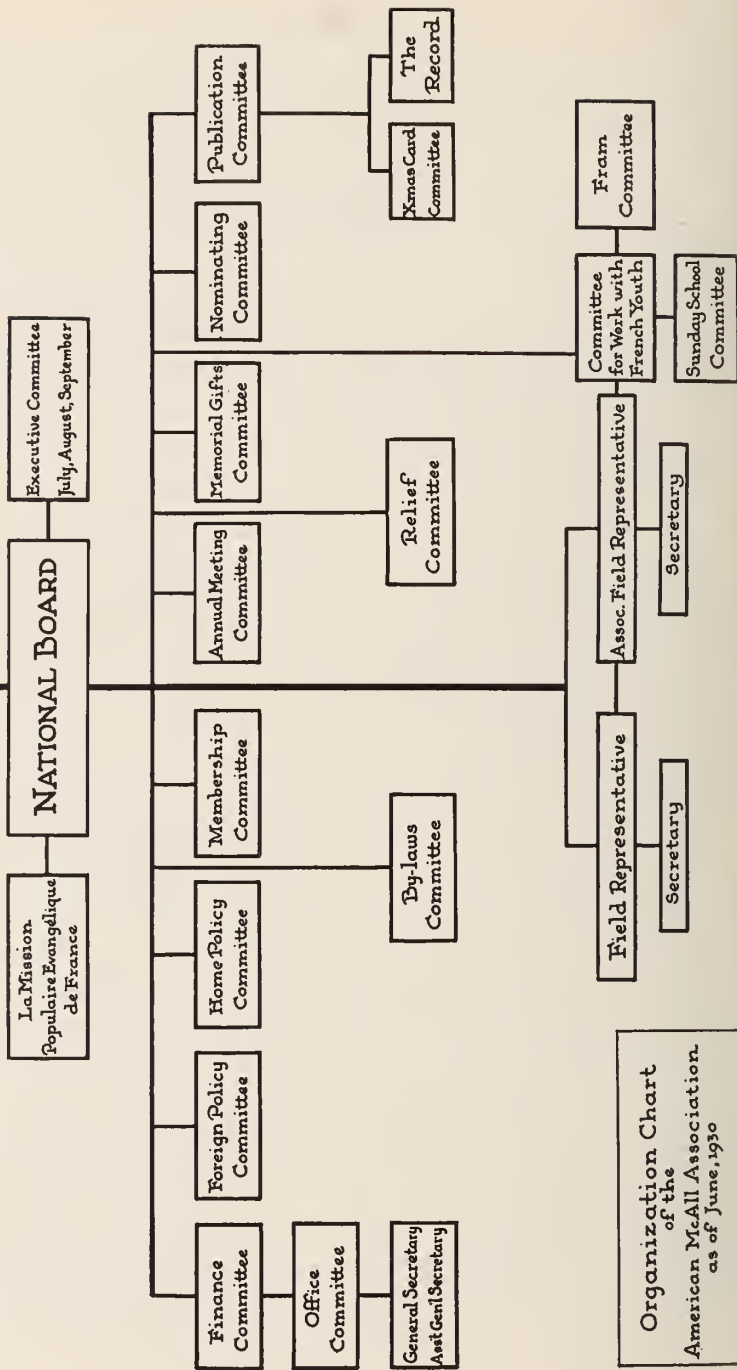 La Mission
Populaire Evangélique
de France
NATIONAL BOARD
Executive Committee
July, August, September
Finance
Committee
Foreign Policy
Committee
Home Policy
Committee
Membership
Committee
Annual Meeting
Committee
Memorial Gifts
Committee
Nominating
Committee
Publication
Committee
Office
Committee
General Secretary
Asst Genl Secretary
By-laws
Committee
Relief
Committee
Xmas Card
Committee
The
Record
Field Representative
Assoc. Field Representative
Committee
for Work with
French Youth
Fram
Committee
Secretary
Secretary
Sunday School
Committee
Organization Chart
of the
American McAll Association
as of June, 1930